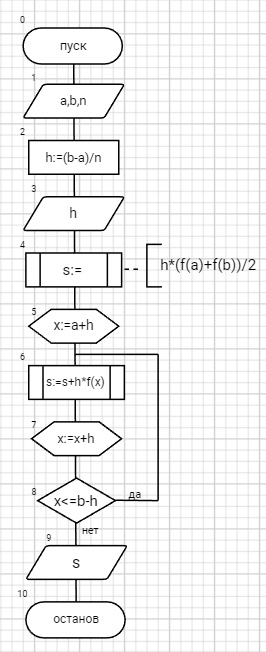 0
пуск
1
a,b,n
2
h:=(b-a)/n
3
h
4
s:=
h*(f(a)+f(b))/2
5
x:=a+h
6
s:=s+h*f(x)
7
x:=x+h
8
x<=b-h
да
нет
9
s
10
останов